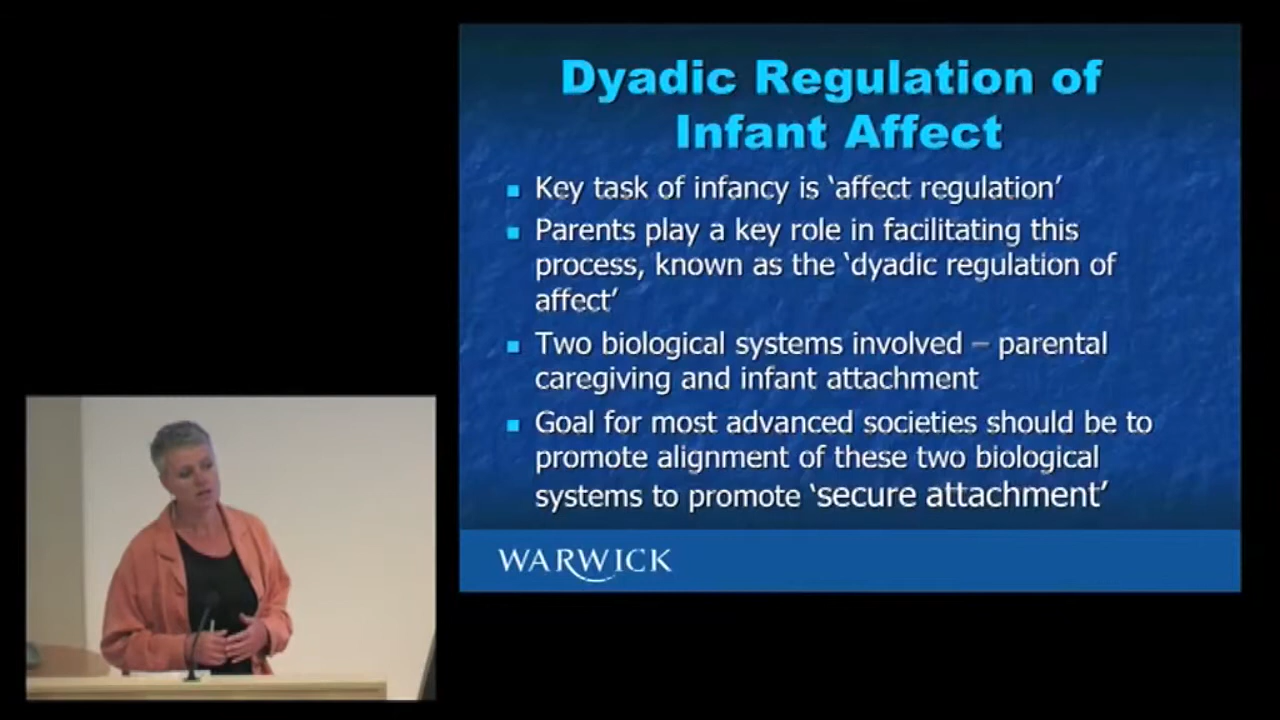 Dyadic Regulation of
Infant Affect
Key task of infancy is ‘affect regulation’
Parents play a key role in facilitating this
process, known as the ‘dyadic regulation of
affect’
Two biological systems involved – parental
caregiving and infant attachment
Goal for most advanced societies should be to
promote alignment of these two biological
systems to promote ‘secure attachment’
WARWICK